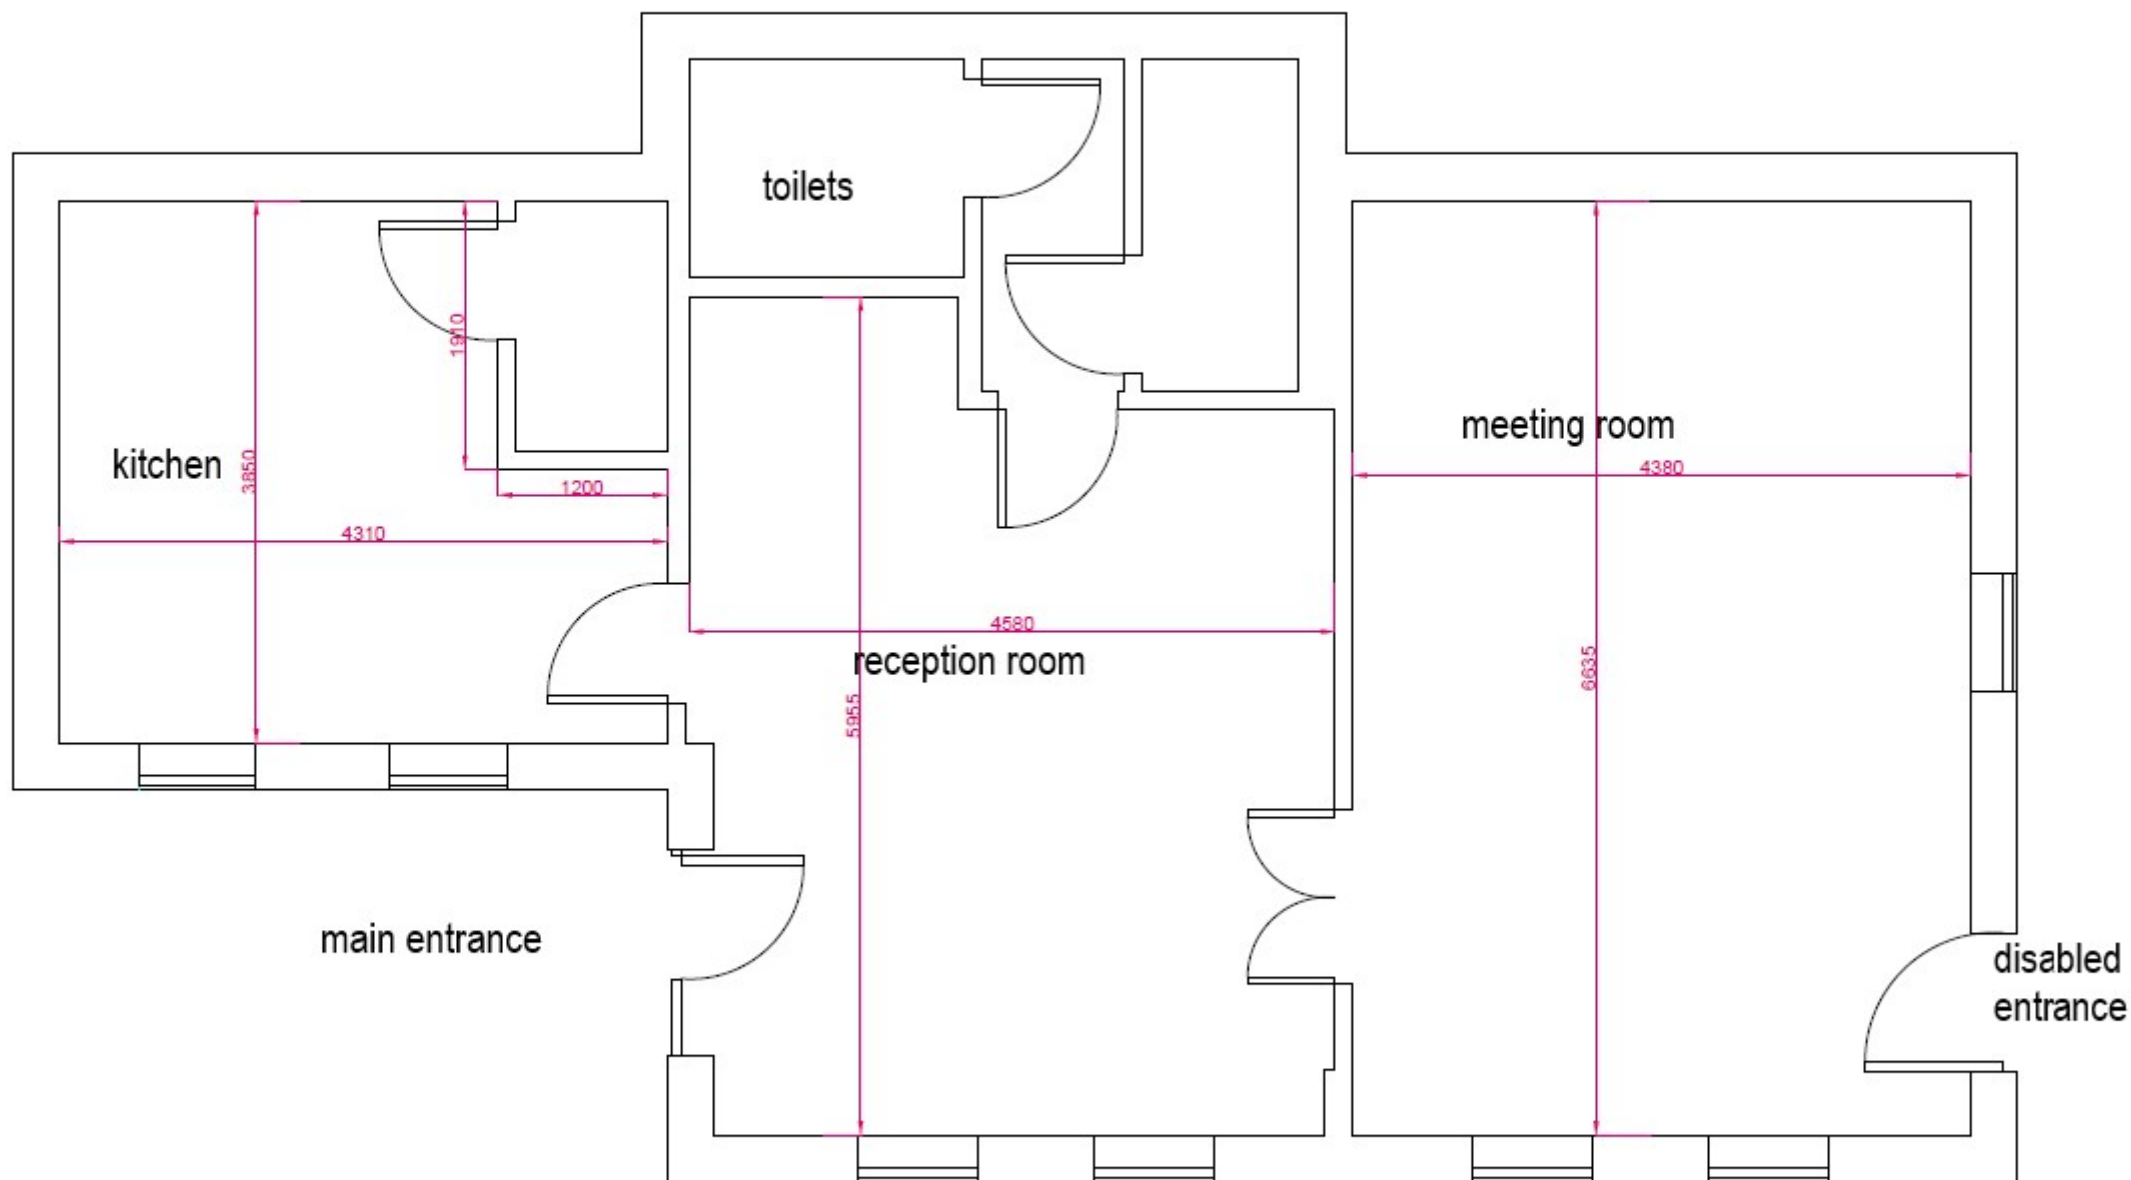 toilets
1910
kitchen
3850
1200
4310
meeting room
4380
4580
reception room
5955
6635
main entrance
disabled
entrance